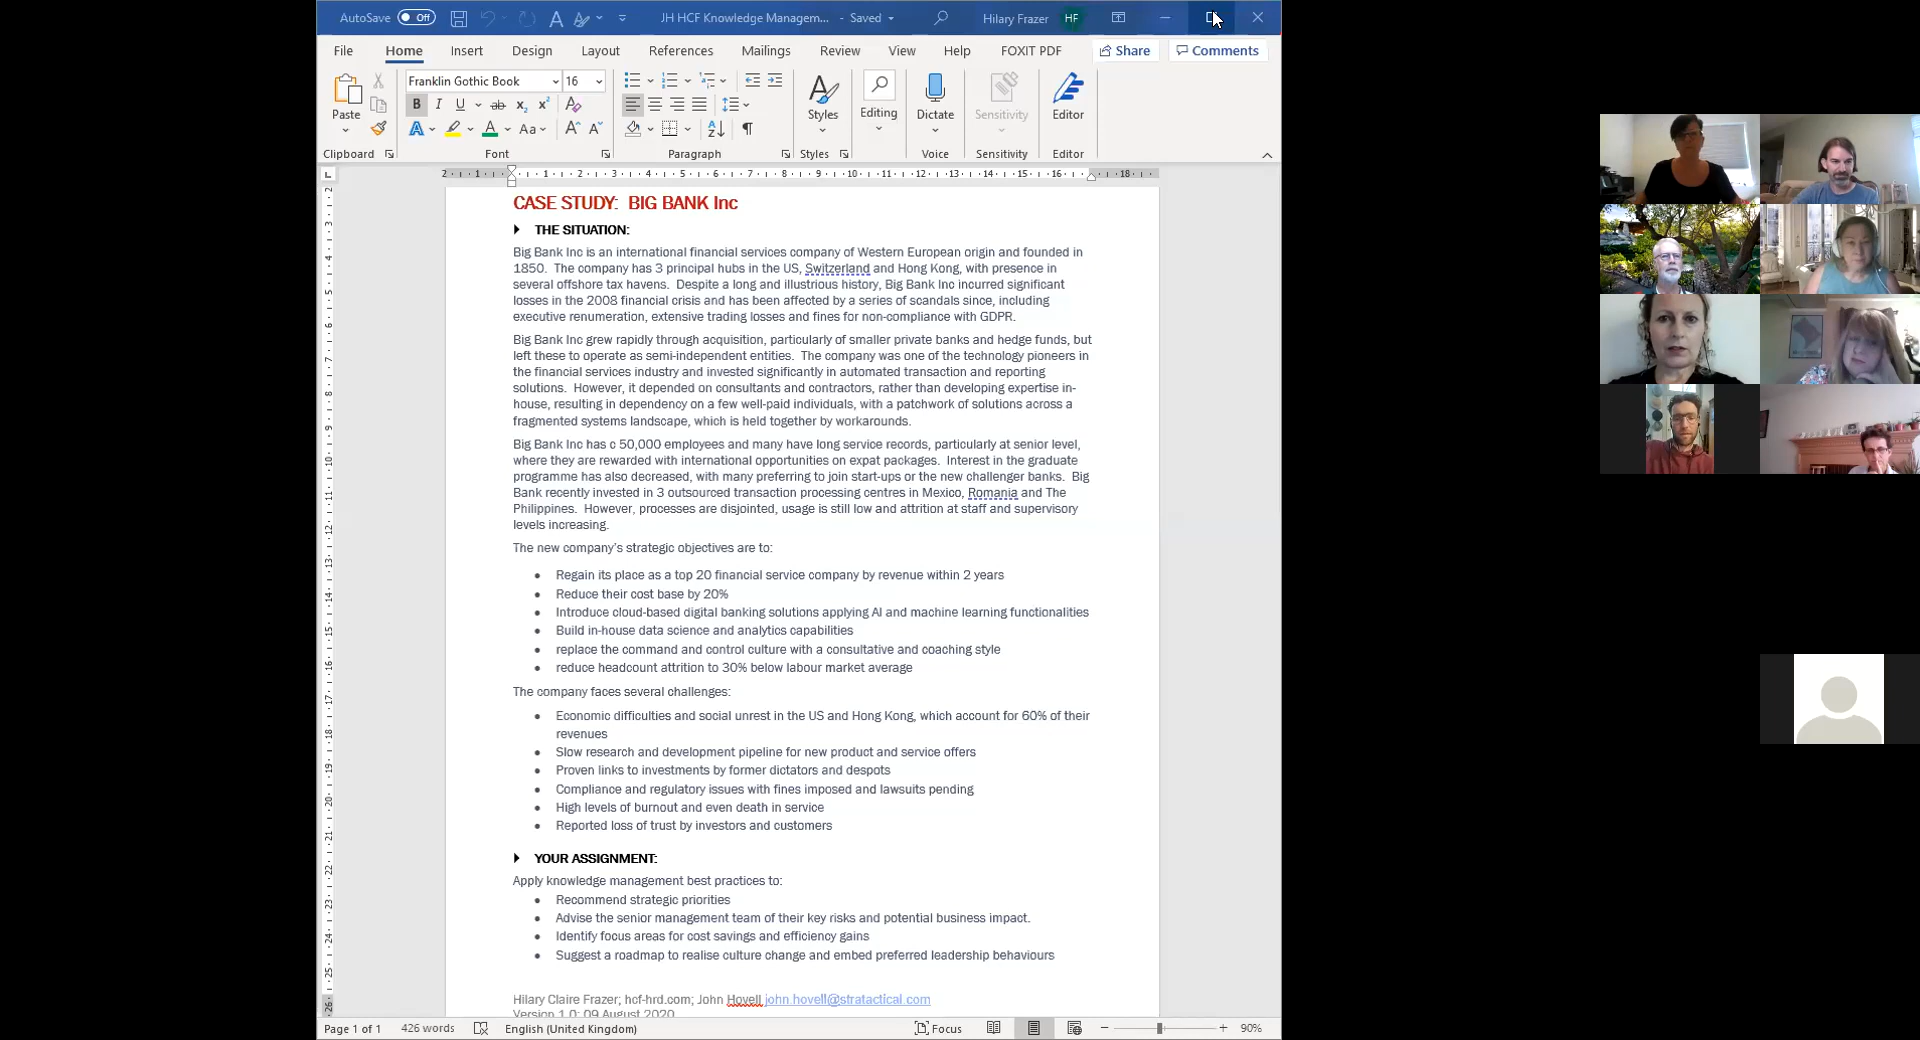 AutoSave Off JH HCF Knowledge Managem... - Saved Hilary Frazer HF
File Home Insert Design Layout References Mailings Review View Help FOXIT PDF Share Comments
Franklin Gothic Book 16
Paste
Styles Editing Dictate Sensitivity Editor
Clipboard Font Paragraph Styles Voice Sensitivity Editor
CASE STUDY: BIG BANK Inc
THE SITUATION:
Big Bank Inc is an international financial services company of Western European origin and founded in
1850. The company has 3 principal hubs in the US, Switzerland and Hong Kong, with presence in
several offshore tax havens. Despite a long and illustrious history, Big Bank Inc incurred significant
losses in the 2008 financial crisis and has been affected by a series of scandals since, including
executive renumeration, extensive trading losses and fines for non-compliance with GDPR.
Big Bank Inc grew rapidly through acquisition, particularly of smaller private banks and hedge funds, but
left these to operate as semi-independent entities. The company was one of the technology pioneers in
the financial services industry and invested significantly in automated transaction and reporting
solutions. However, it depended on consultants and contractors, rather than developing expertise in-
house, resulting in dependency on a few well-paid individuals, with a patchwork of solutions across a
fragmented systems landscape, which is held together by workarounds.
Big Bank Inc has c 50,000 employees and many have long service records, particularly at senior level,
where they are rewarded with international opportunities on expat packages. Interest in the graduate
programme has also decreased, with many preferring to join start-ups or the new challenger banks. Big
Bank recently invested in 3 outsourced transaction processing centres in Mexico, Romania and The
Philippines. However, processes are disjointed, usage is still low and attrition at staff and supervisory
levels increasing.
The new company's strategic objectives are to:
• Regain its place as a top 20 financial service company by revenue within 2 years
• Reduce their cost base by 20%
• Introduce cloud-based digital banking solutions applying AI and machine learning functionalities
• Build in-house data science and analytics capabilities
• replace the command and control culture with a consultative and coaching style
• reduce headcount attrition to 30% below labour market average
The company faces several challenges:
• Economic difficulties and social unrest in the US and Hong Kong, which account for 60% of their
revenues
• Slow research and development pipeline for new product and service offers
• Proven links to investments by former dictators and despots
• Compliance and regulatory issues with fines imposed and lawsuits pending
• High levels of burnout and even death in service
• Reported loss of trust by investors and customers
YOUR ASSIGNMENT:
Apply knowledge management best practices to:
• Recommend strategic priorities
• Advise the senior management team of their key risks and potential business impact.
• Identify focus areas for cost savings and efficiency gains
• Suggest a roadmap to realise culture change and embed preferred leadership behaviours
Hilary Claire Frazer; hcf-hrd.com; John Hovell john.hovell@stratactical.com
Version 1.0; 09 August 2020
Page 1 of 1 426 words English (United Kingdom) Focus 90%